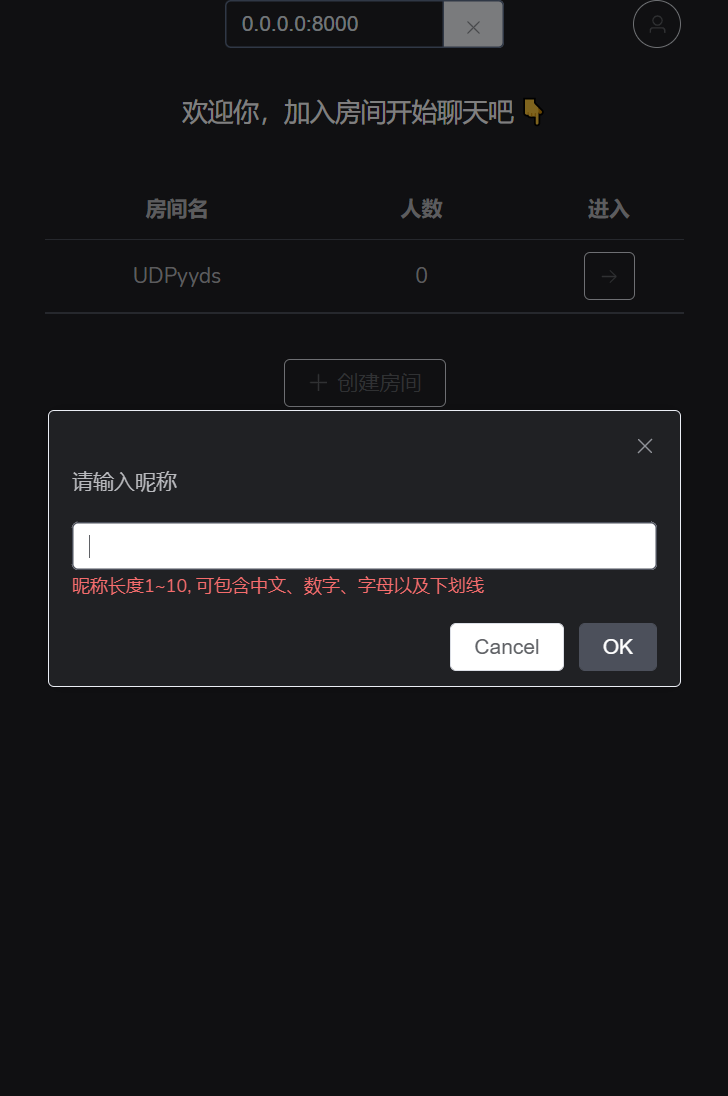 0.0.0.0:8000
欢迎你，加入房间开始聊天吧👇
房间名 人数 进入
UDPyyds 0
创建房间
请输入昵称
昵称长度1~10, 可包含中文、数字、字母以及下划线
Cancel OK